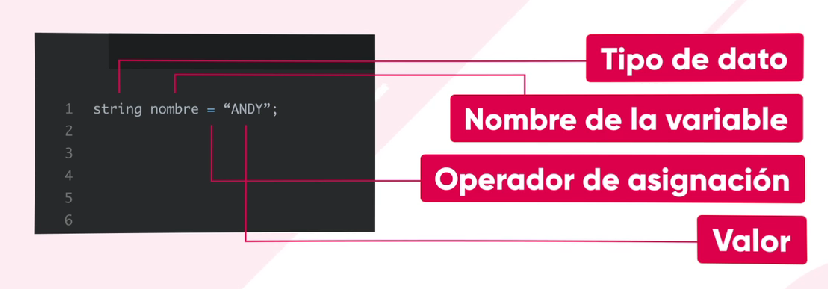 Tipo de dato
Nombre de la variable
1 string nombre = “ANDY”;
2
3
4
5
6
Operador de asignación
Valor